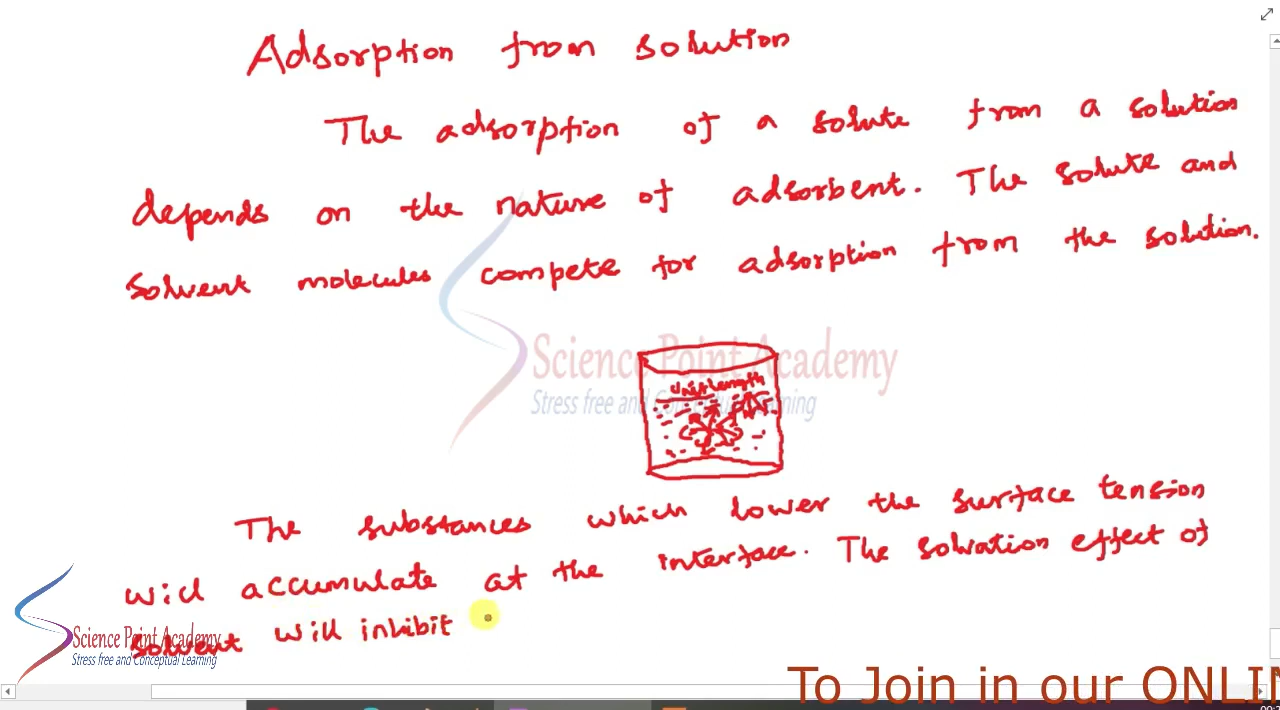 Adsorption from solution
The adsorption of a solute from a solution
depends on the nature of adsorbent. The solute and
solvent molecules compete for adsorption from the solution.
Science Point Academy
Stress free and Conceptual Learning
Unit length
The substances which lower the surface tension
will accumulate at the interface. The solvation effect of
solvent will inhibit
Science Point Academy
Stress free and Conceptual Learning
To Join in our ONLIN